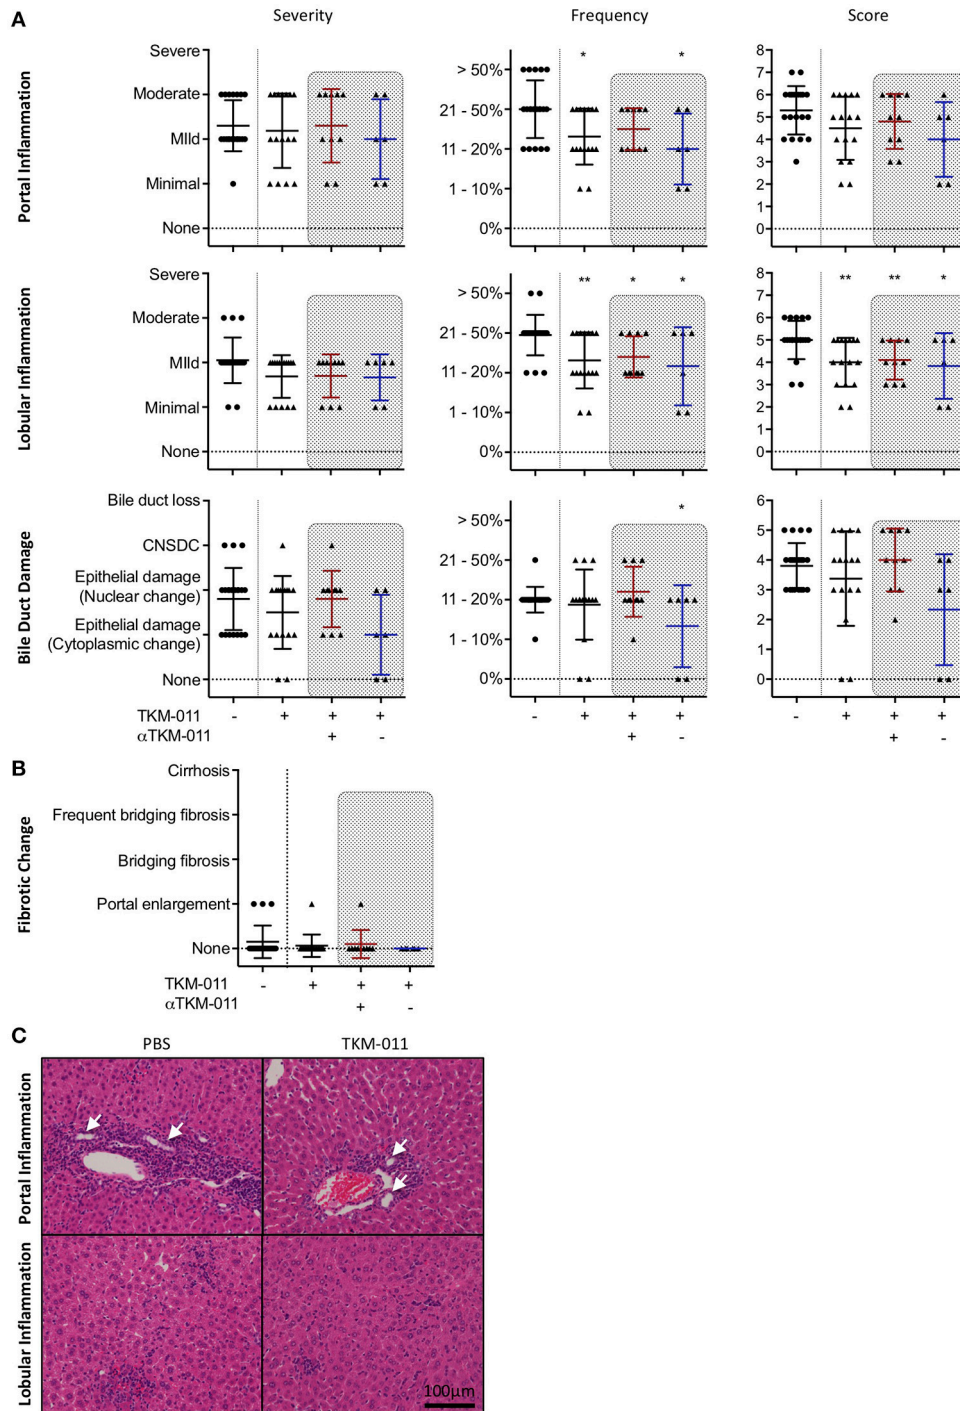 A
Severity
Frequency
Score
Portal Inflammation
Severe
Moderate
MIld
Minimal
None
> 50%
21 - 50%
11 - 20%
1 - 10%
0%
8
7
6
5
4
3
2
1
0
*
*
Lobular Inflammation
Severe
Moderate
MIld
Minimal
None
> 50%
21 - 50%
11 - 20%
1 - 10%
0%
8
7
6
5
4
3
2
1
0
**
*
*
**
**
*
Bile Duct Damage
Bile duct loss
CNSDC
Epithelial damage
(Nuclear change)
Epithelial damage
(Cytoplasmic change)
None
> 50%
21 - 50%
11 - 20%
1 - 10%
0%
6
5
4
3
2
1
0
*
TKM-011 - + + + - + + + - + + +
αTKM-011 + - + - + -
B
Fibrotic Change
Cirrhosis
Frequent bridging fibrosis
Bridging fibrosis
Portal enlargement
None
TKM-011 - + + +
αTKM-011 + -
C
PBS
TKM-011
Portal Inflammation
Lobular Inflammation
100μm